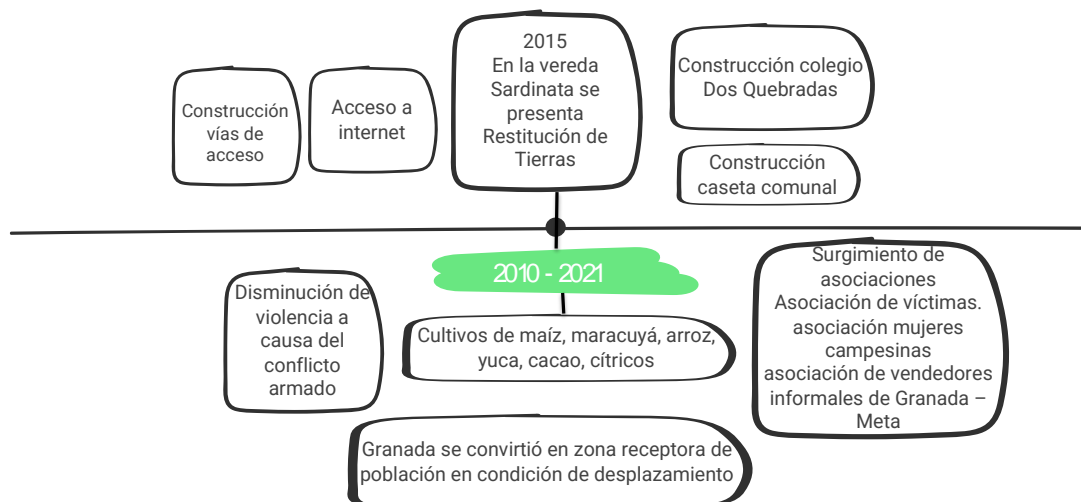 Construcción
vías de
acceso
Acceso a
internet
2015
En la vereda
Sardinata se
presenta
Restitución de
Tierras
Construcción colegio
Dos Quebradas
Construcción
caseta comunal
2010 - 2021
Disminución de
violencia a
causa del
conflicto
armado
Cultivos de maíz, maracuyá, arroz,
yuca, cacao, cítricos
Surgimiento de
asociaciones
Asociación de víctimas.
asociación mujeres
campesinas
asociación de vendedores
informales de Granada –
Meta
Granada se convirtió en zona receptora de
población en condición de desplazamiento